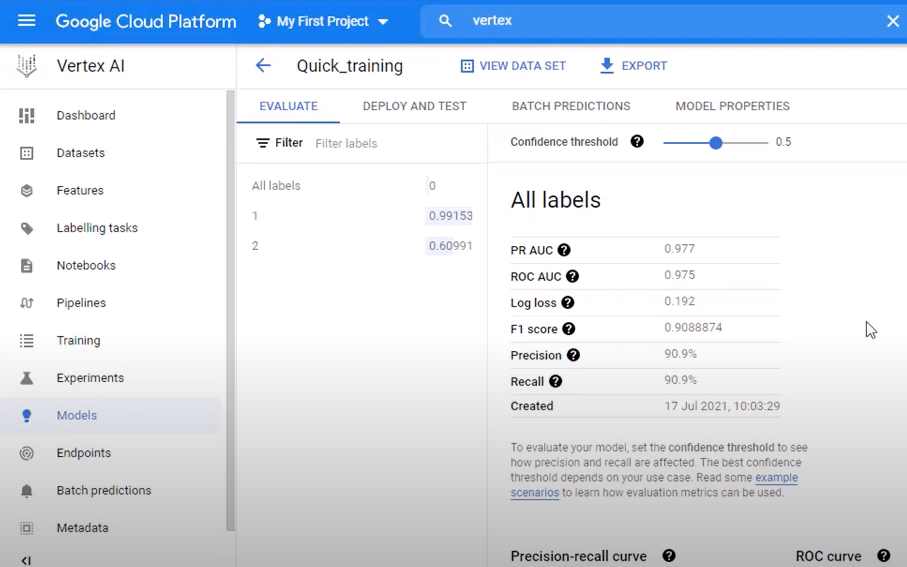 Google Cloud Platform
My First Project
vertex
Vertex AI
Quick_training
VIEW DATA SET
EXPORT
Dashboard
Datasets
Features
Labelling tasks
Notebooks
Pipelines
Training
Experiments
Models
Endpoints
Batch predictions
Metadata
EVALUATE
DEPLOY AND TEST
BATCH PREDICTIONS
MODEL PROPERTIES
Filter Filter labels
All labels 0
1 0.99153
2 0.60991
Confidence threshold ? 0.5
All labels
PR AUC ? 0.977
ROC AUC ? 0.975
Log loss ? 0.192
F1 score ? 0.9088874
Precision ? 90.9%
Recall ? 90.9%
Created 17 Jul 2021, 10:03:29
To evaluate your model, set the confidence threshold to see
how precision and recall are affected. The best confidence
threshold depends on your use case. Read some example
scenarios to learn how evaluation metrics can be used.
Precision-recall curve ?
ROC curve ?